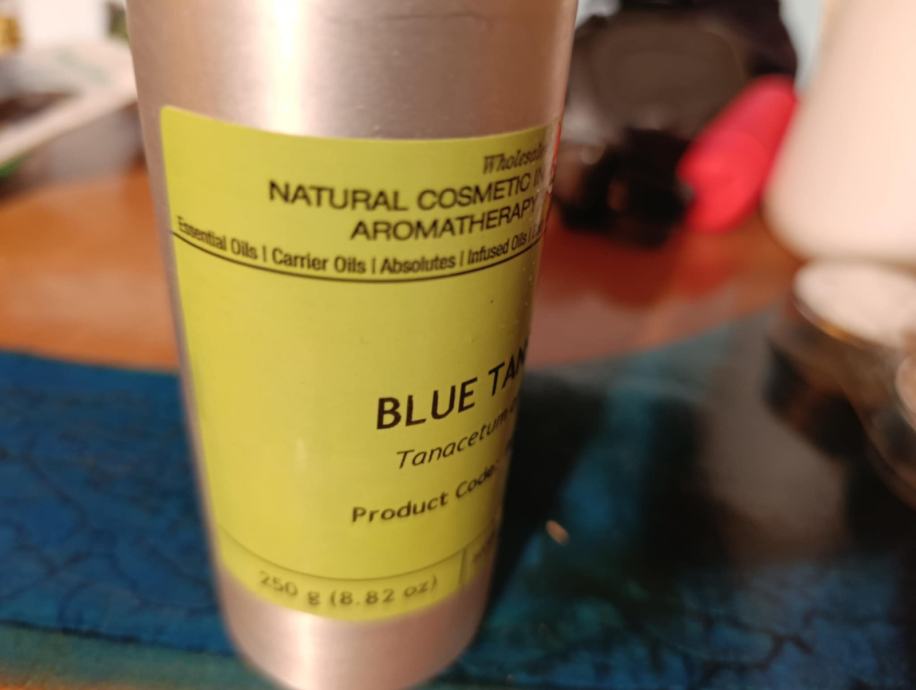 Wholesale
NATURAL COSMETIC
AROMATHERAPY
Essential Oils | Carrier Oils | Absolutes | Infused Oils |
BLUE TAN
Tanacetum
Product Code:
250 g (8.82 oz)